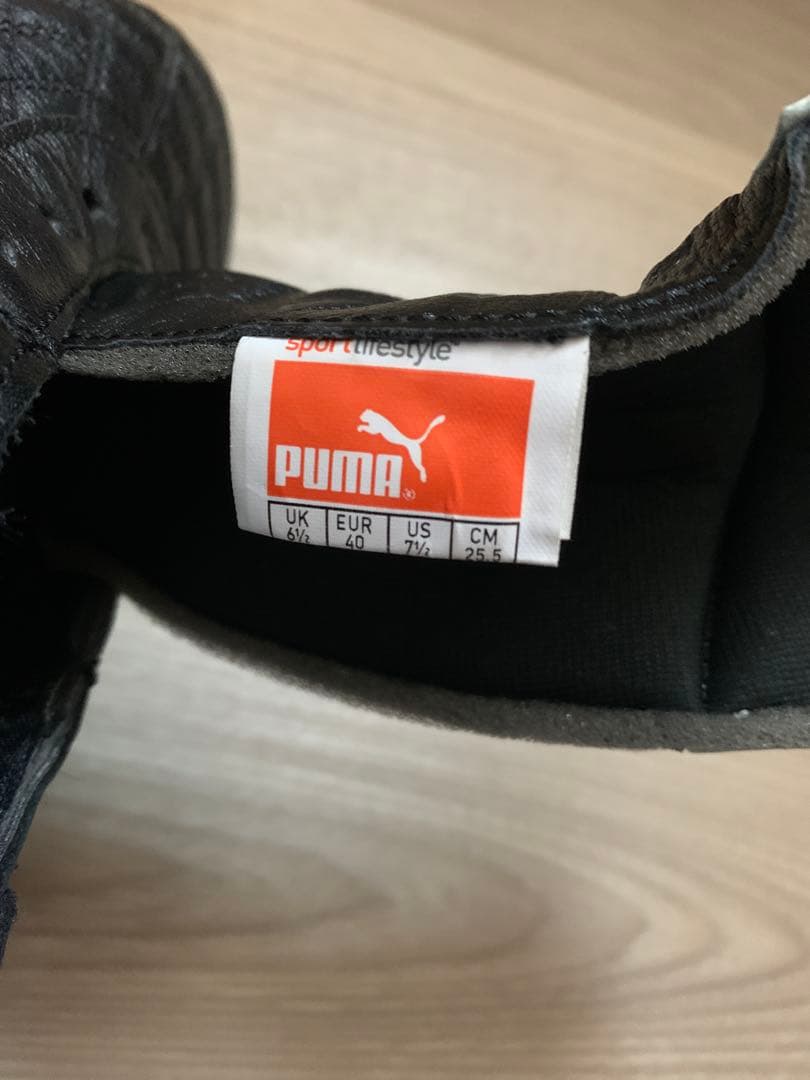 sportlifestyle®
PUMA®
UK EUR US CM
6½ 40 7½ 25.5